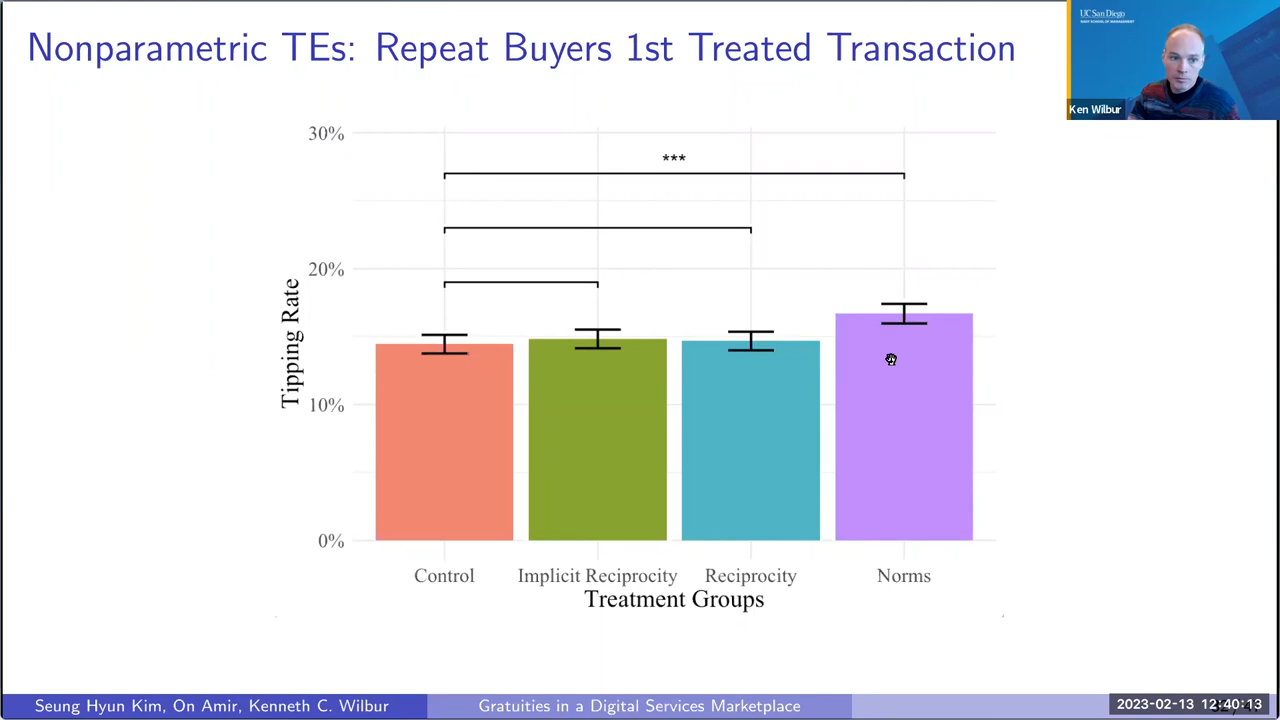 Nonparametric TEs: Repeat Buyers 1st Treated Transaction
UC San Diego
Ken Wilbur
30%
***
20%
10%
0%
Tipping Rate
Control
Implicit Reciprocity
Reciprocity
Norms
Treatment Groups
Seung Hyun Kim, On Amir, Kenneth C. Wilbur
Gratuities in a Digital Services Marketplace
2023-02-13 12:40:13